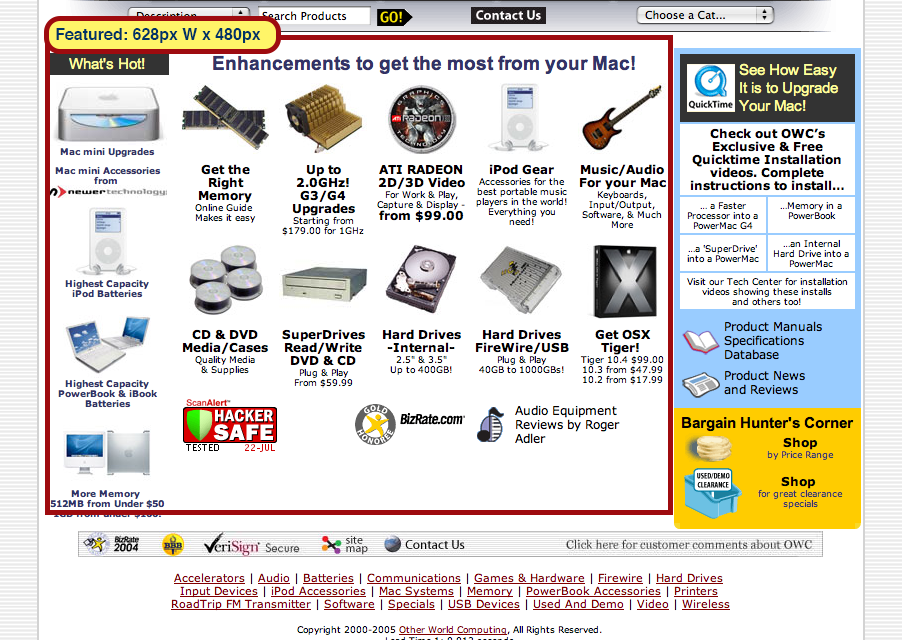 Description
Search Products
GO!
Contact Us
Choose a Cat...
Featured: 628px W x 480px
What's Hot!
Enhancements to get the most from your Mac!
Mac mini Upgrades
Mac mini Accessories
from
newertechnology
Highest Capacity
iPod Batteries
Highest Capacity
PowerBook & iBook
Batteries
More Memory
512MB from Under $50
1GB from under $100!
Get the
Right
Memory
Online Guide
Makes it easy
Up to
2.0GHz!
G3/G4
Upgrades
Starting from
$179.00 for 1GHz
GRAPHICS
ATI RADEON
TECHNOLOGY
ATI RADEON
2D/3D Video
For Work & Play,
Capture & Display -
from $99.00
iPod Gear
Accessories for the
best portable music
players in the world!
Everything you
need!
Music/Audio
For your Mac
Keyboards,
Input/Output,
Software, & Much
More
CD & DVD
Media/Cases
Quality Media
& Supplies
SuperDrives
Read/Write
DVD & CD
Plug & Play
From $59.99
Hard Drives
-Internal-
2.5" & 3.5"
Up to 400GB!
Hard Drives
FireWire/USB
Plug & Play
40GB to 1000GBs!
X
Get OSX
Tiger!
Tiger 10.4 $99.00
10.3 from $47.99
10.2 from $17.99
ScanAlert™
HACKER
SAFE
TESTED 22-JUL
GOLD
HONOREE
BizRate.com®
Audio Equipment
Reviews by Roger
Adler
QuickTime
See How Easy
It is to Upgrade
Your Mac!
Check out OWC's
Exclusive & Free
Quicktime Installation
videos. Complete
instructions to install...
... a Faster
Processor into a
PowerMac G4
...Memory in a
PowerBook
...a 'SuperDrive'
into a PowerMac
...an Internal
Hard Drive into a
PowerMac
Visit our Tech Center for installation
videos showing these installs
and others too!
Product Manuals
Specifications
Database
Product News
and Reviews
Bargain Hunter's Corner
Shop
by Price Range
USED/DEMO
CLEARANCE
Shop
for great clearance
specials
BizRate
2004
BBB
VeriSign Secure
site
map
Contact Us
Click here for customer comments about OWC
Accelerators | Audio | Batteries | Communications | Games & Hardware | Firewire | Hard Drives
Input Devices | iPod Accessories | Mac Systems | Memory | PowerBook Accessories | Printers
RoadTrip FM Transmitter | Software | Specials | USB Devices | Used And Demo | Video | Wireless
Copyright 2000-2005 Other World Computing, All Rights Reserved.